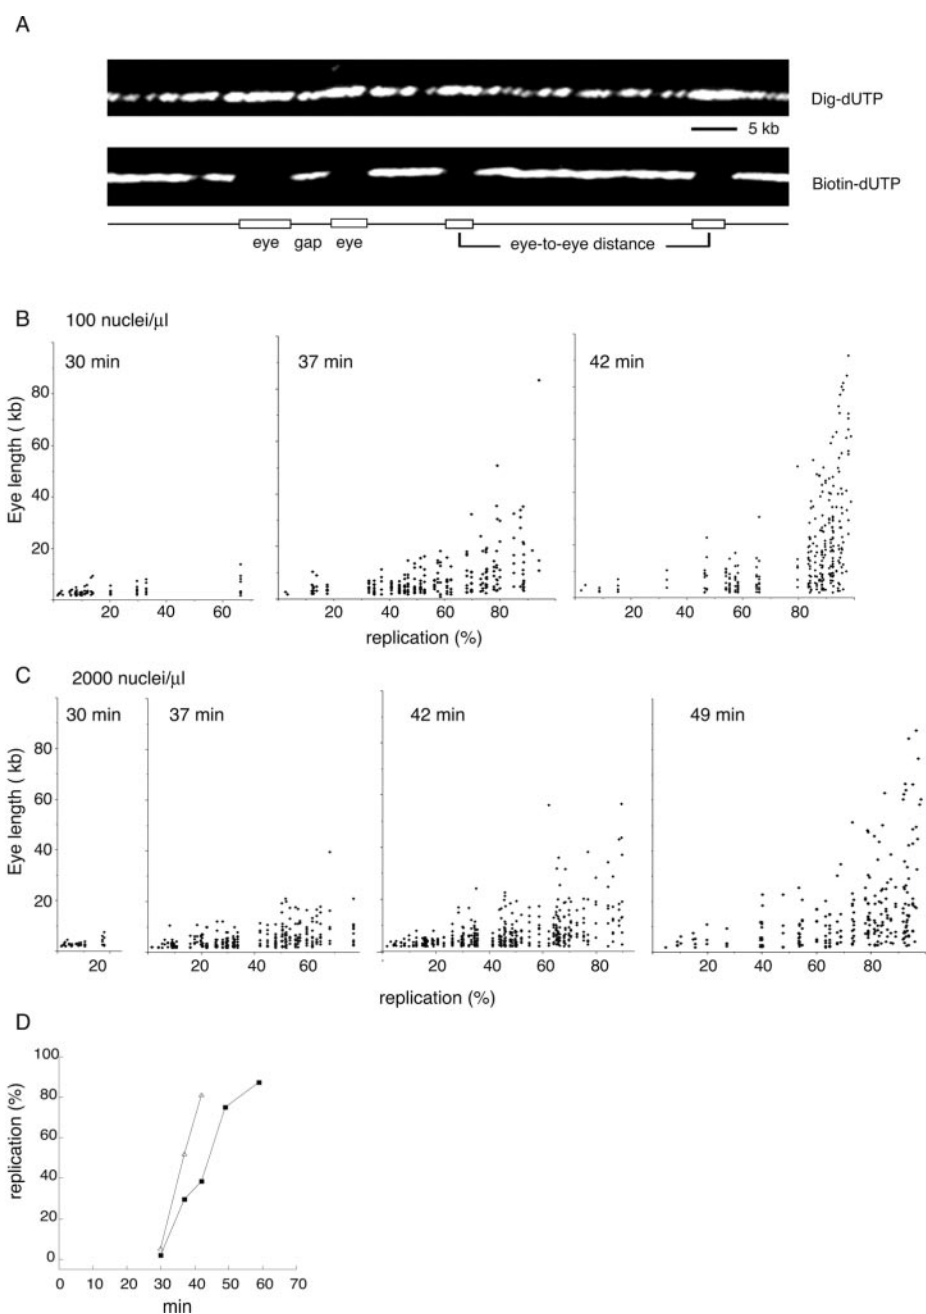 A
Dig-dUTP
5 kb
Biotin-dUTP
eye gap eye eye-to-eye distance
B 100 nuclei/μl
30 min 37 min 42 min
Eye length ( kb)
80
60
40
20
20 40 60 20 40 60 80 20 40 60 80
replication (%)
C 2000 nuclei/μl
30 min 37 min 42 min 49 min
Eye length ( kb)
80
60
40
20
20 20 40 60 20 40 60 80 20 40 60 80
replication (%)
D
replication (%)
100
80
60
40
20
0
0 10 20 30 40 50 60 70
min